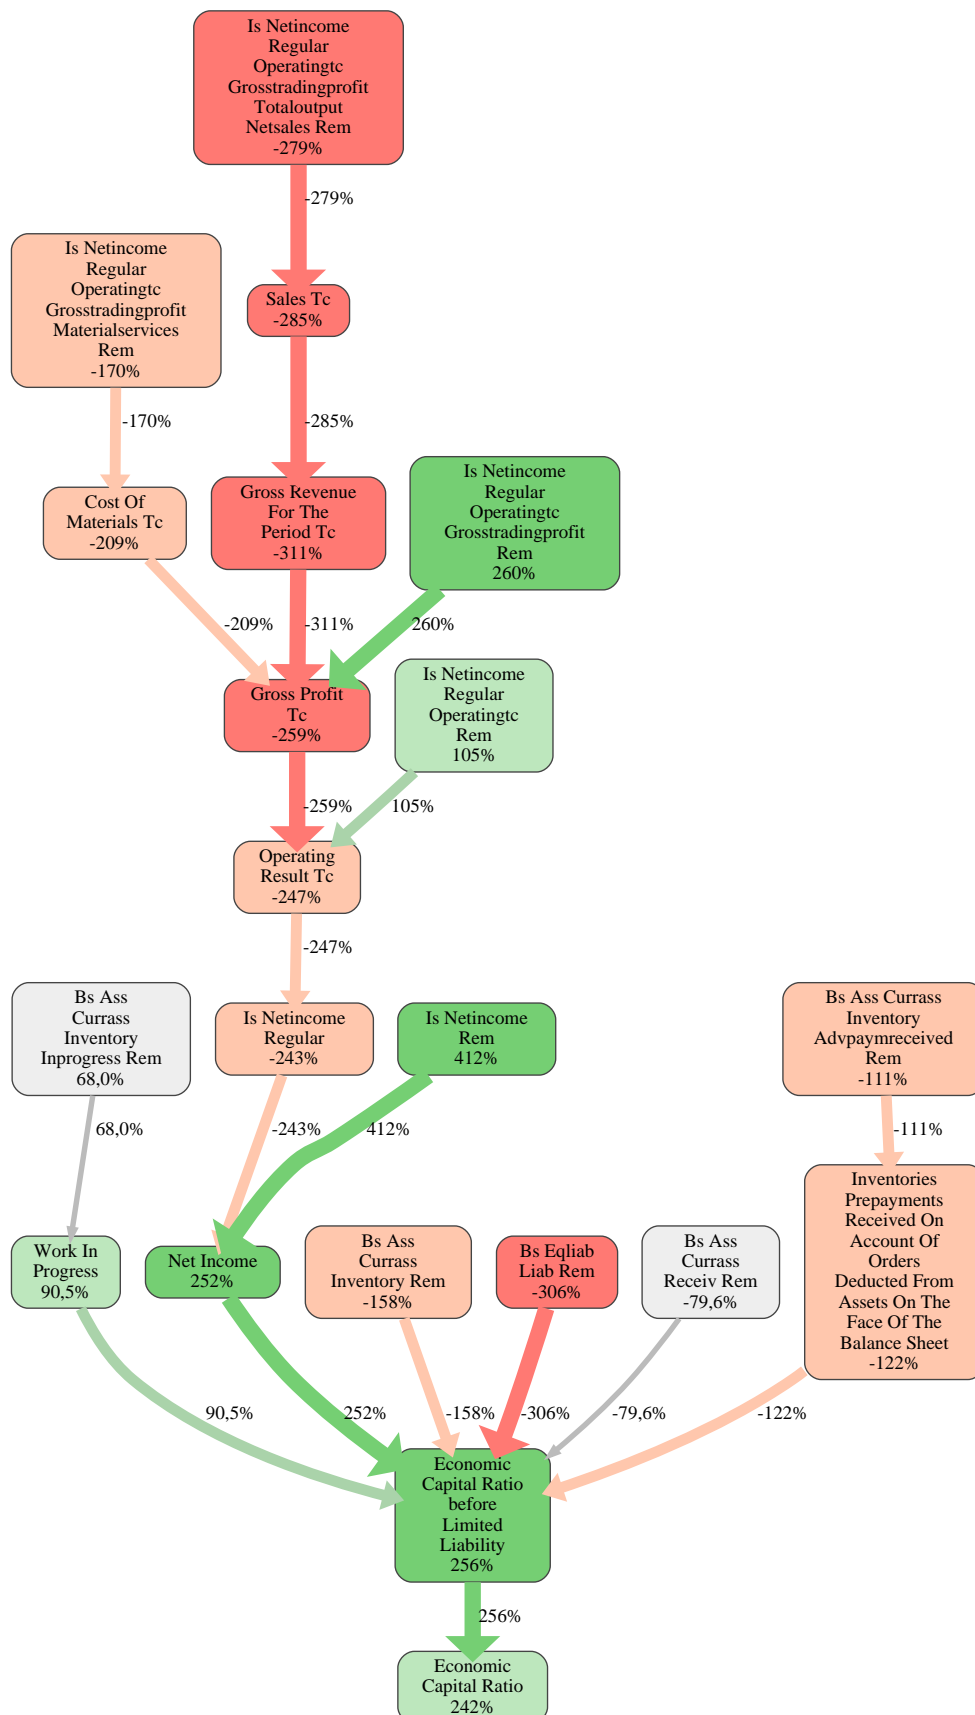 Is Netincome
Regular
Operatingtc
Grosstradingprofit
Totaloutput
Netsales Rem
-279%
-279%
Is Netincome
Regular
Operatingtc
Grosstradingprofit
Materialservices
Rem
-170%
Sales Tc
-285%
-170%
-285%
Cost Of
Materials Tc
-209%
Gross Revenue
For The
Period Tc
-311%
Is Netincome
Regular
Operatingtc
Grosstradingprofit
Rem
260%
-209%
-311%
260%
Gross Profit
Tc
-259%
Is Netincome
Regular
Operatingtc
Rem
105%
-259%
105%
Operating
Result Tc
-247%
-247%
Bs Ass
Currass
Inventory
Inprogress Rem
68,0%
Is Netincome
Regular
-243%
Is Netincome
Rem
412%
Bs Ass Currass
Inventory
Advpaymreceived
Rem
-111%
68,0%
-243%
412%
-111%
Work In
Progress
90,5%
Net Income
252%
Bs Ass
Currass
Inventory Rem
-158%
Bs Eqliab
Liab Rem
-306%
Bs Ass
Currass
Receiv Rem
-79,6%
Inventories
Prepayments
Received On
Account Of
Orders
Deducted From
Assets On The
Face Of The
Balance Sheet
-122%
90,5%
252%
-158%
-306%
-79,6%
-122%
Economic
Capital Ratio
before
Limited
Liability
256%
256%
Economic
Capital Ratio
242%